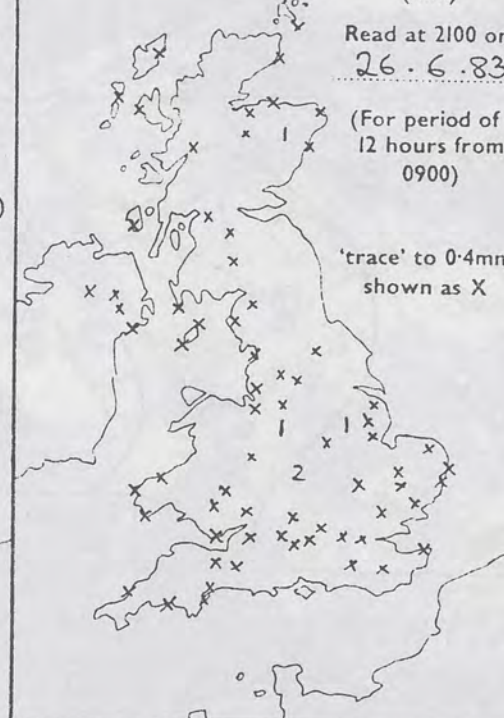 Read at 2100 on
26.6.83
(For period of
12 hours from
0900)
'trace' to 0.4mm
shown as X
1
1
1
2